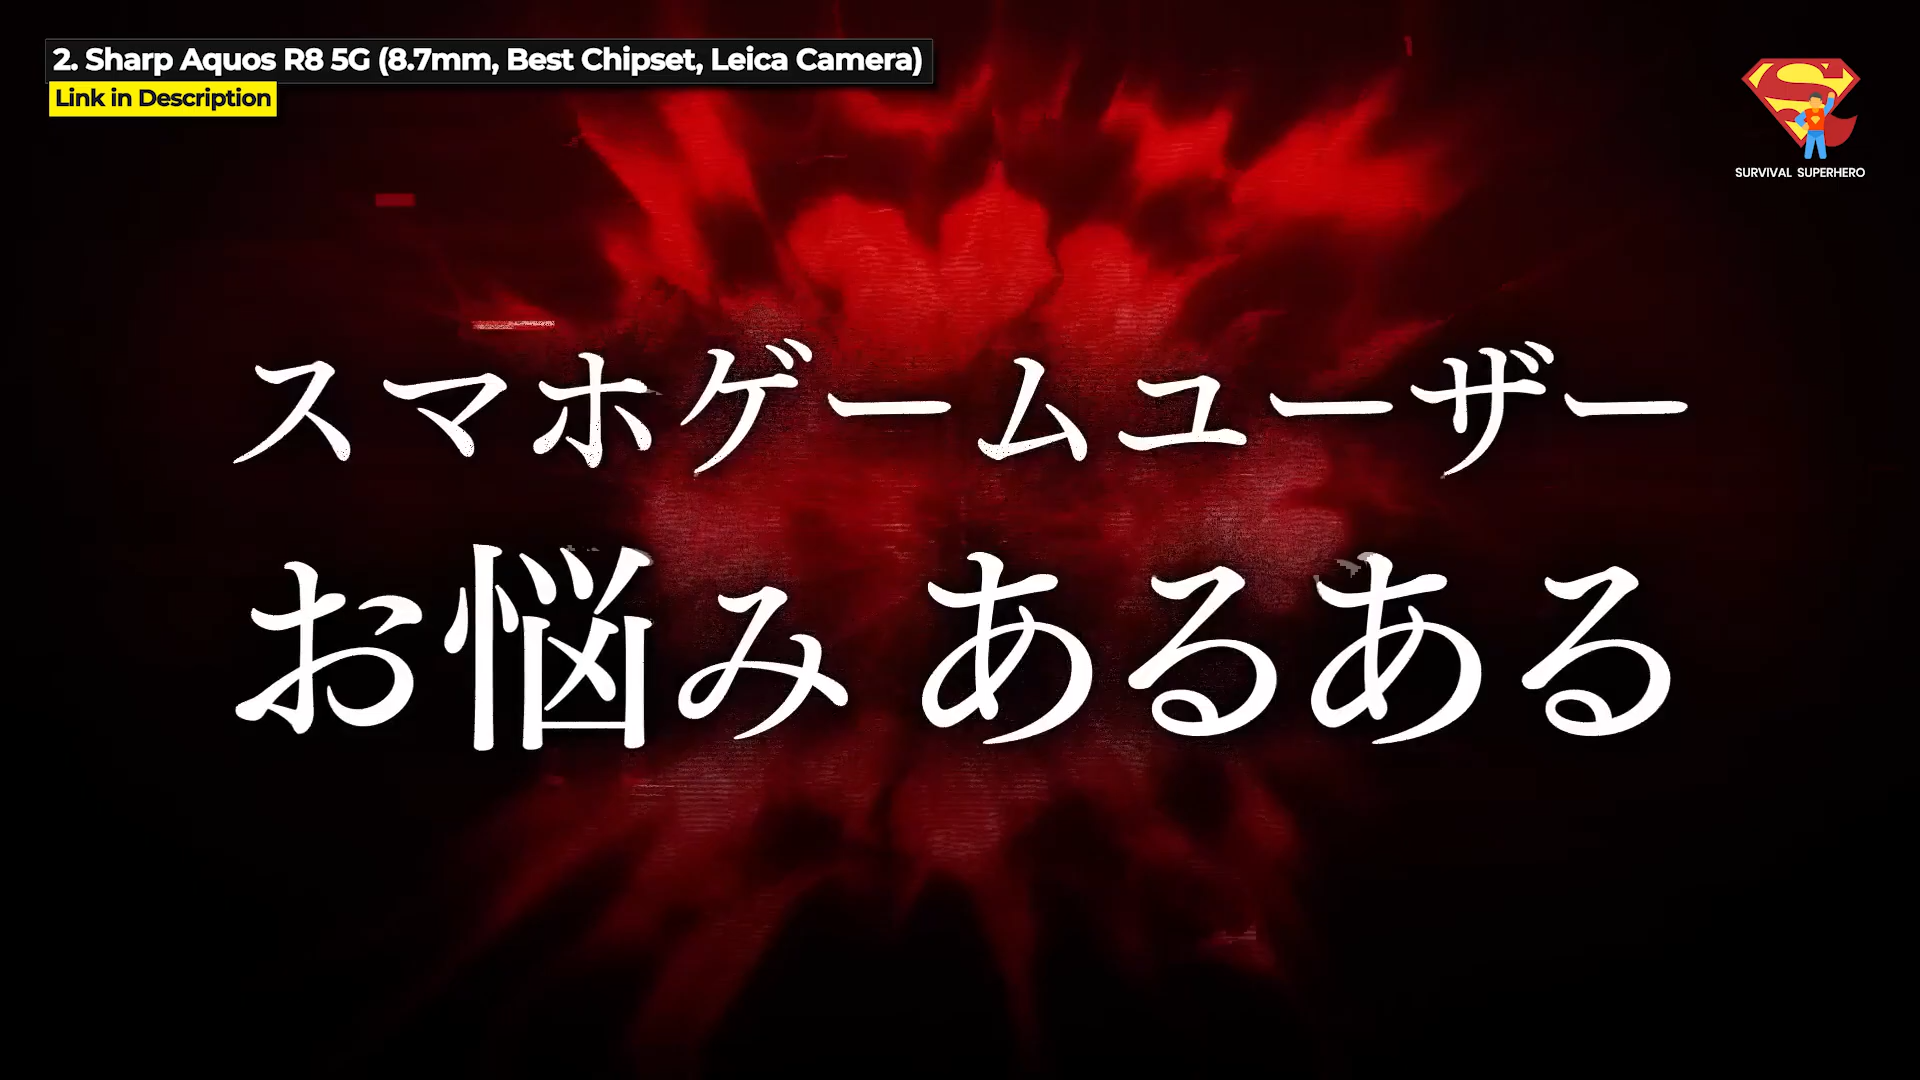 2. Sharp Aquos R8 5G (8.7mm, Best Chipset, Leica Camera)
Link in Description
SURVIVAL SUPERHERO
スマホゲームユーザー
お悩み あるある